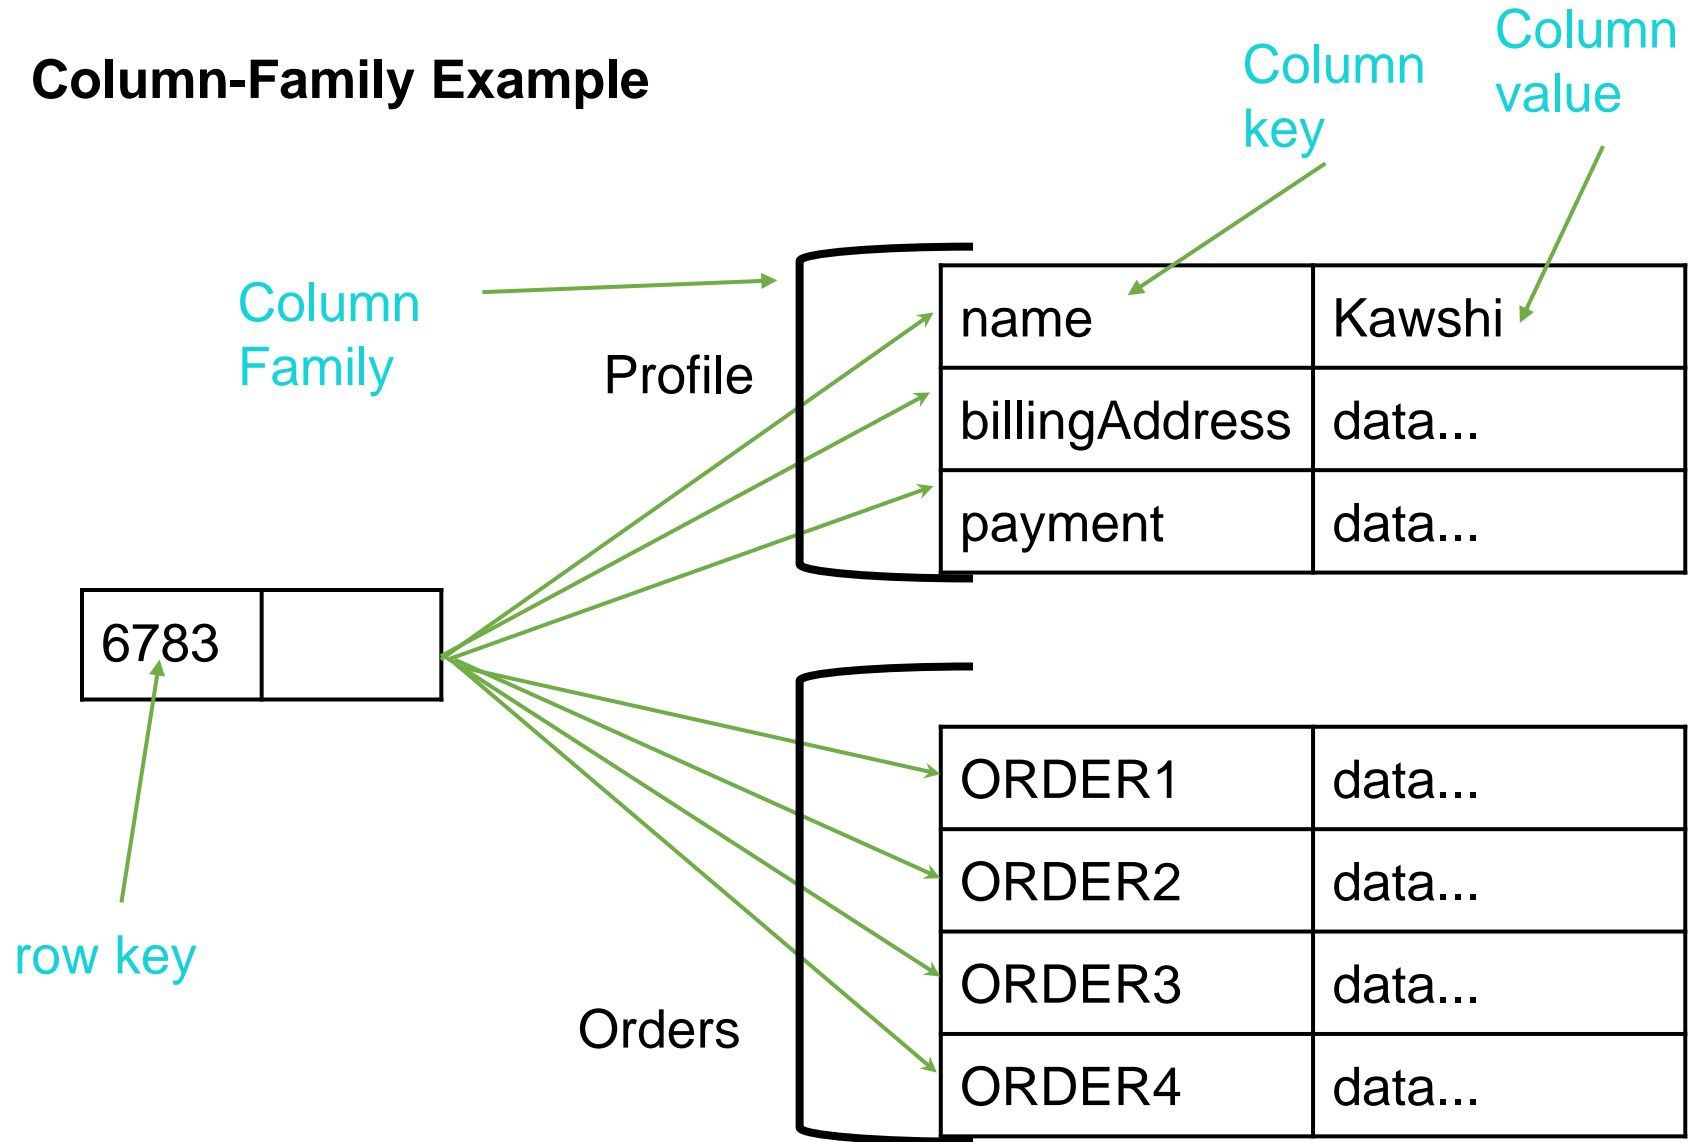 Column-Family Example
Column
key
Column
value
Column
Family
Profile
name
Kawshi
billingAddress
data...
payment
data...
6783
row key
Orders
ORDER1
data...
ORDER2
data...
ORDER3
data...
ORDER4
data...